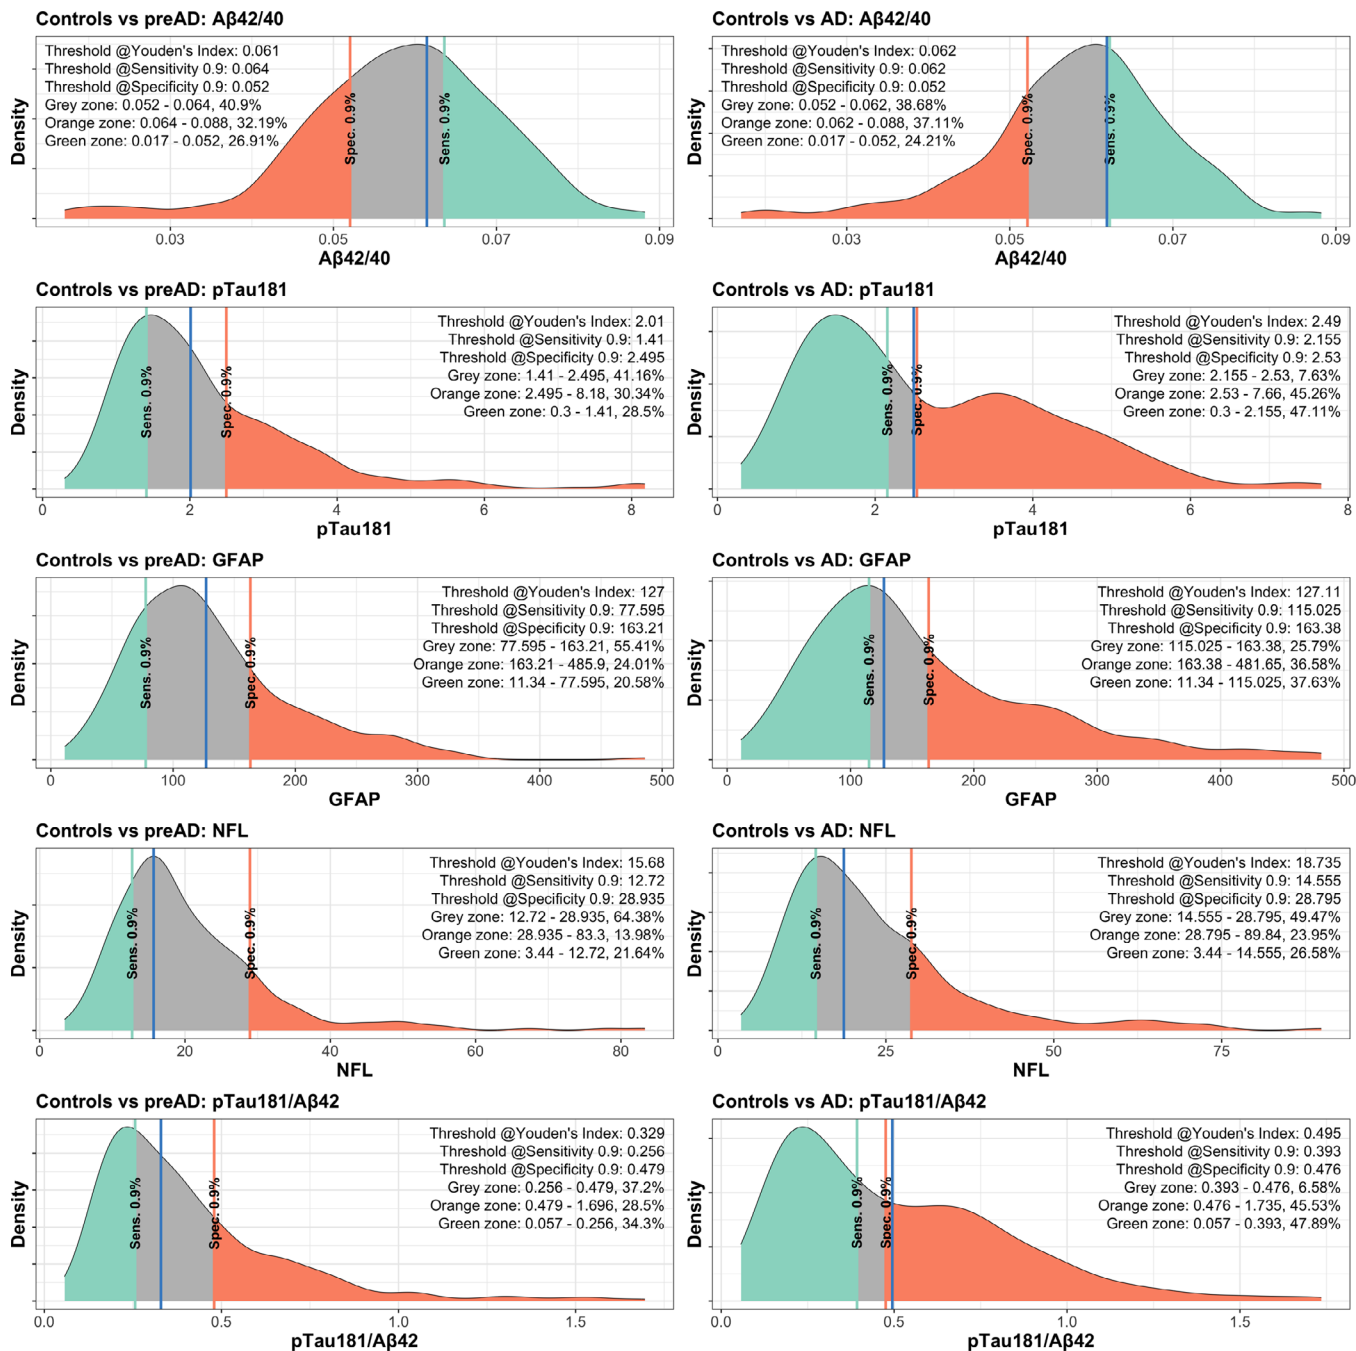 Controls vs preAD: Aβ42/40
Threshold @Youden's Index: 0.061
Threshold @Sensitivity 0.9: 0.064
Threshold @Specificity 0.9: 0.052
Grey zone: 0.052 - 0.064, 40.9%
Orange zone: 0.064 - 0.088, 32.19%
Green zone: 0.017 - 0.052, 26.91%
Spec. 0.9%
Sens. 0.9%
Density
0.03
0.05
0.07
0.09
Aβ42/40
Controls vs AD: Aβ42/40
Threshold @Youden's Index: 0.062
Threshold @Sensitivity 0.9: 0.062
Threshold @Specificity 0.9: 0.052
Grey zone: 0.052 - 0.062, 38.68%
Orange zone: 0.062 - 0.088, 37.11%
Green zone: 0.017 - 0.052, 24.21%
Spec. 0.9%
Sens. 0.9%
Density
0.03
0.05
0.07
0.09
Aβ42/40
Controls vs preAD: pTau181
Threshold @Youden's Index: 2.01
Threshold @Sensitivity 0.9: 1.41
Threshold @Specificity 0.9: 2.495
Grey zone: 1.41 - 2.495, 41.16%
Orange zone: 2.495 - 8.18, 30.34%
Green zone: 0.3 - 1.41, 28.5%
Sens. 0.9%
Spec. 0.9%
Density
0
2
4
6
8
pTau181
Controls vs AD: pTau181
Threshold @Youden's Index: 2.49
Threshold @Sensitivity 0.9: 2.155
Threshold @Specificity 0.9: 2.53
Grey zone: 2.155 - 2.53, 7.63%
Orange zone: 2.53 - 7.66, 45.26%
Green zone: 0.3 - 2.155, 47.11%
Sens. 0.9%
Spec. 0.9%
Density
0
2
4
6
8
pTau181
Controls vs preAD: GFAP
Threshold @Youden's Index: 127
Threshold @Sensitivity 0.9: 77.595
Threshold @Specificity 0.9: 163.21
Grey zone: 77.595 - 163.21, 55.41%
Orange zone: 163.21 - 485.9, 24.01%
Green zone: 11.34 - 77.595, 20.58%
Sens. 0.9%
Spec. 0.9%
Density
0
100
200
300
400
500
GFAP
Controls vs AD: GFAP
Threshold @Youden's Index: 127.11
Threshold @Sensitivity 0.9: 115.025
Threshold @Specificity 0.9: 163.38
Grey zone: 115.025 - 163.38, 25.79%
Orange zone: 163.38 - 481.65, 36.58%
Green zone: 11.34 - 115.025, 37.63%
Sens. 0.9%
Spec. 0.9%
Density
0
100
200
300
400
500
GFAP
Controls vs preAD: NFL
Threshold @Youden's Index: 15.68
Threshold @Sensitivity 0.9: 12.72
Threshold @Specificity 0.9: 28.935
Grey zone: 12.72 - 28.935, 64.38%
Orange zone: 28.935 - 83.3, 13.98%
Green zone: 3.44 - 12.72, 21.64%
Sens. 0.9%
Spec. 0.9%
Density
0
20
40
60
80
NFL
Controls vs AD: NFL
Threshold @Youden's Index: 18.735
Threshold @Sensitivity 0.9: 14.555
Threshold @Specificity 0.9: 28.795
Grey zone: 14.555 - 28.795, 49.47%
Orange zone: 28.795 - 89.84, 23.95%
Green zone: 3.44 - 14.555, 26.58%
Sens. 0.9%
Spec. 0.9%
Density
0
25
50
75
NFL
Controls vs preAD: pTau181/Aβ42
Threshold @Youden's Index: 0.329
Threshold @Sensitivity 0.9: 0.256
Threshold @Specificity 0.9: 0.479
Grey zone: 0.256 - 0.479, 37.2%
Orange zone: 0.479 - 1.696, 28.5%
Green zone: 0.057 - 0.256, 34.3%
Sens. 0.9%
Spec. 0.9%
Density
0.0
0.5
1.0
1.5
pTau181/Aβ42
Controls vs AD: pTau181/Aβ42
Threshold @Youden's Index: 0.495
Threshold @Sensitivity 0.9: 0.393
Threshold @Specificity 0.9: 0.476
Grey zone: 0.393 - 0.476, 6.58%
Orange zone: 0.476 - 1.735, 45.53%
Green zone: 0.057 - 0.393, 47.89%
Sens. 0.9%
Spec. 0.9%
Density
0.0
0.5
1.0
1.5
pTau181/Aβ42